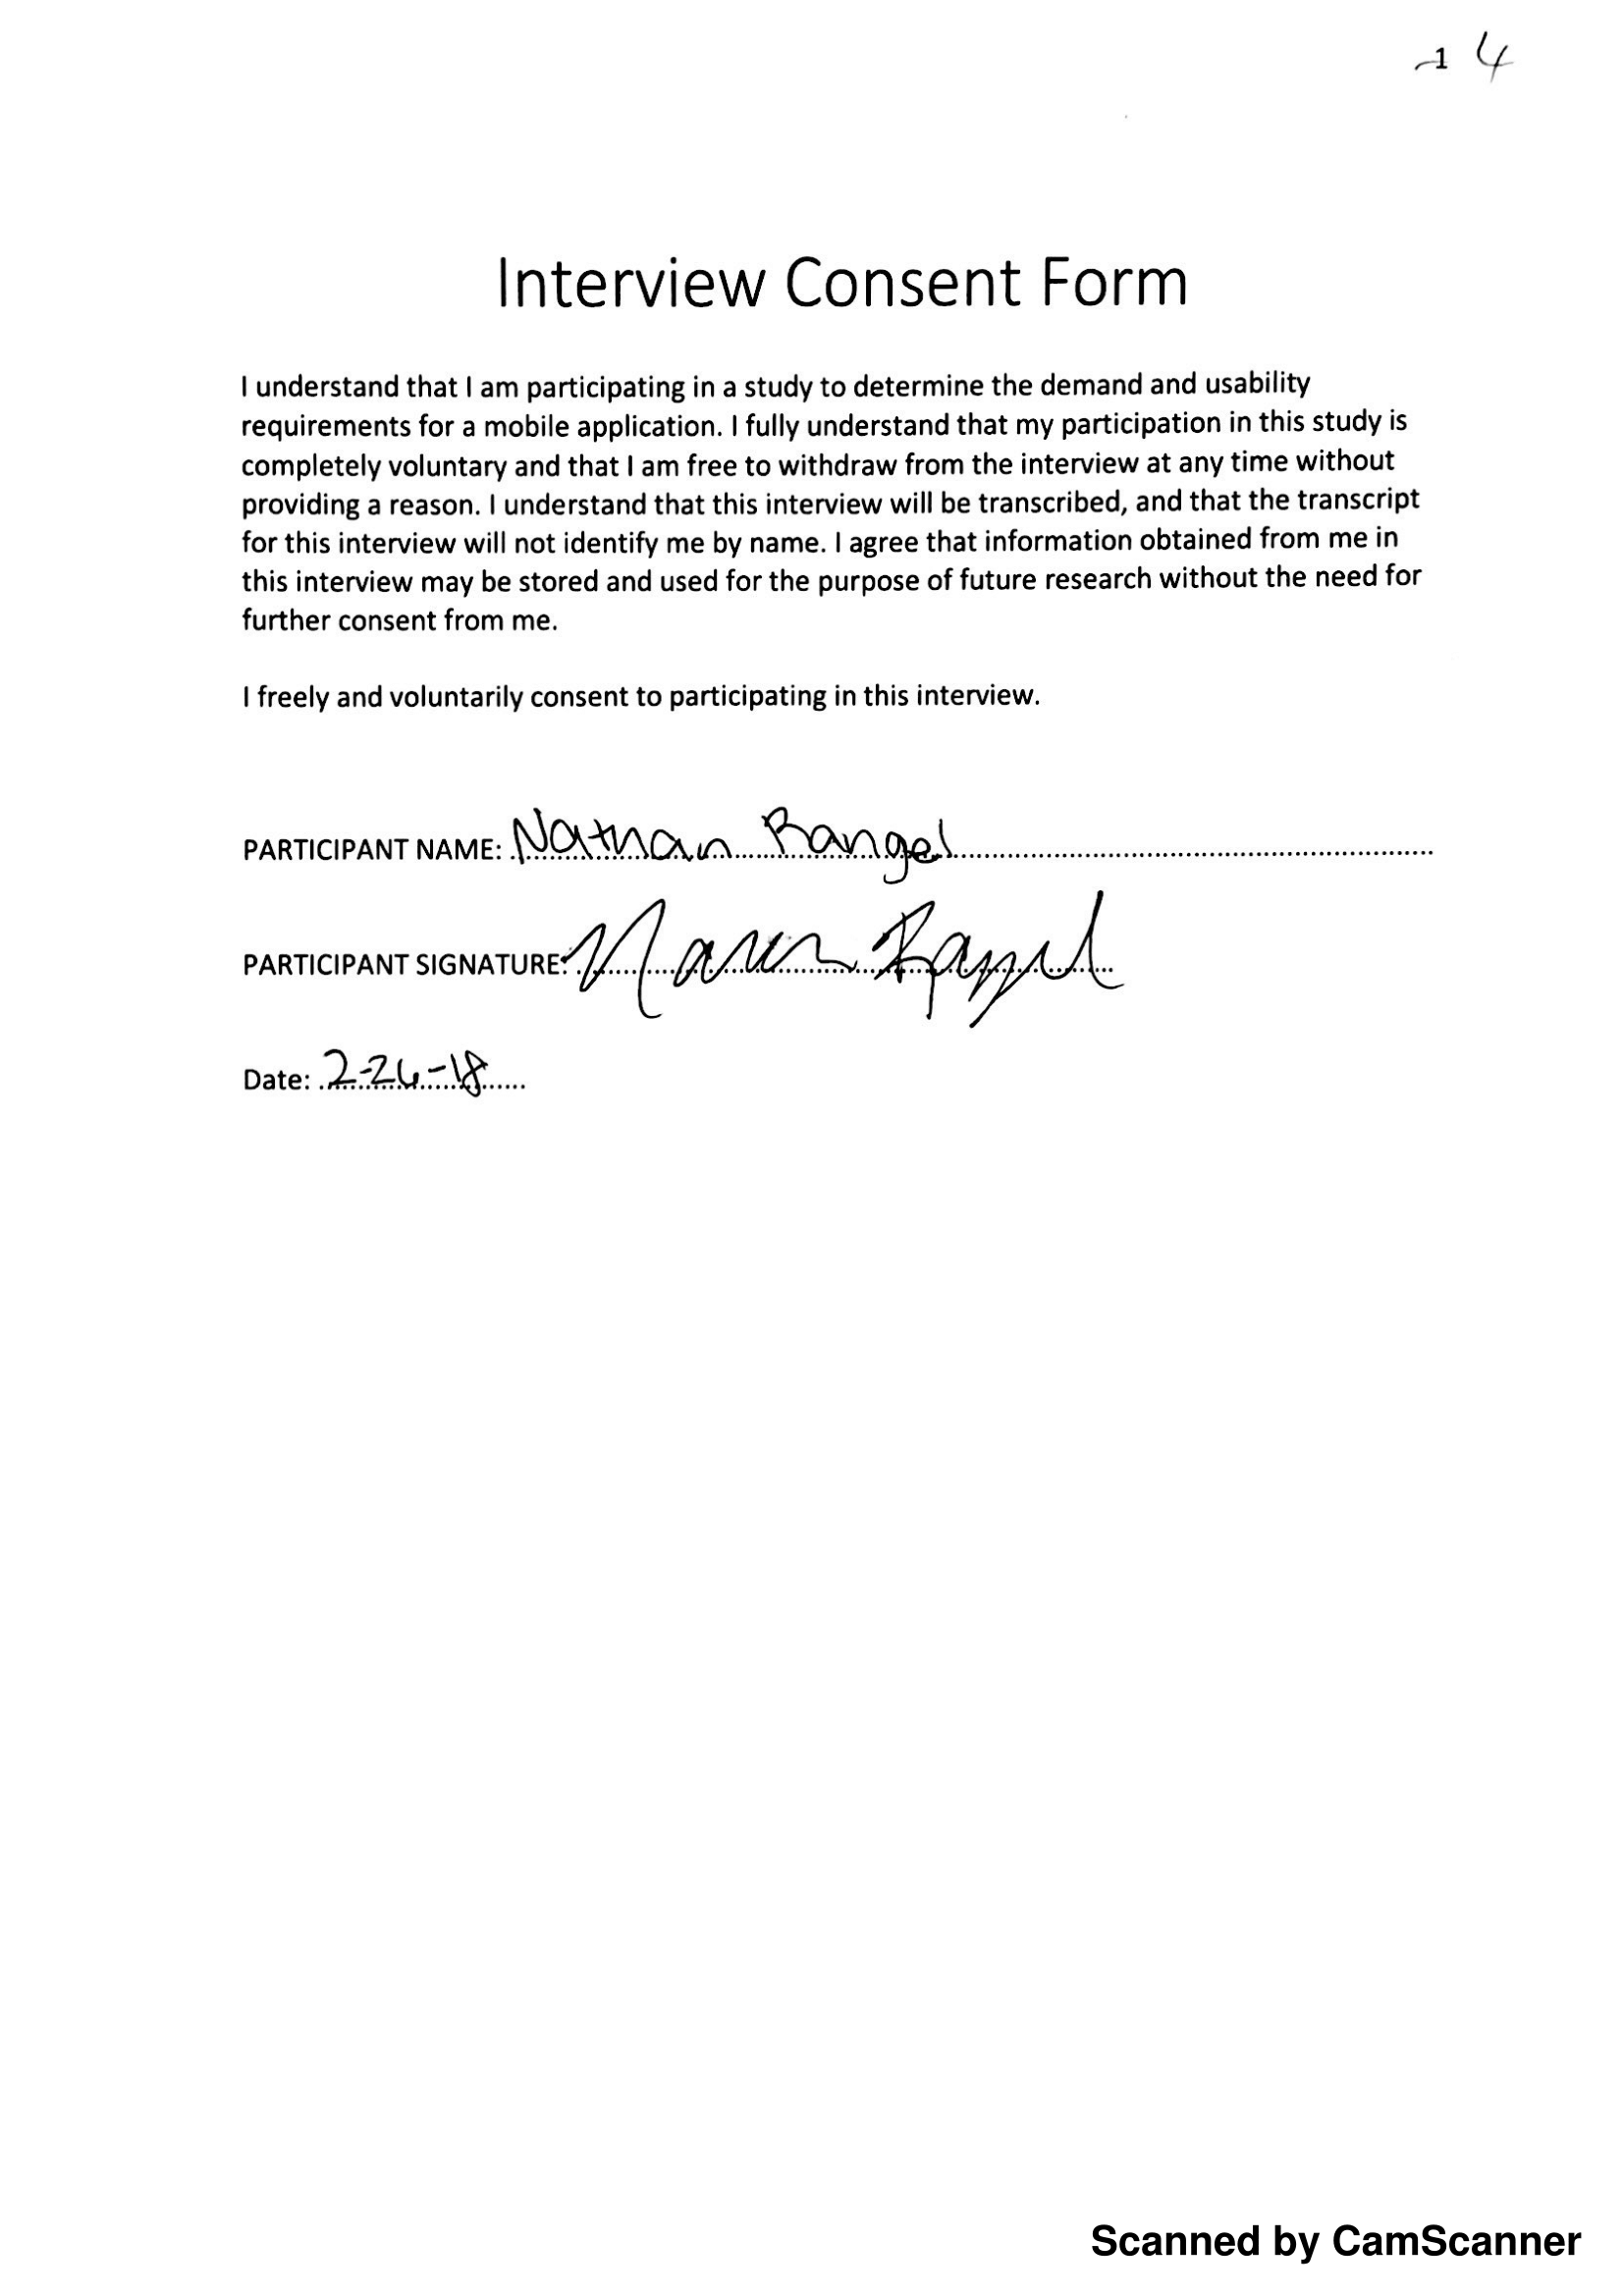 1 4
Interview Consent Form
I understand that I am participating in a study to determine the demand and usability
requirements for a mobile application. I fully understand that my participation in this study is
completely voluntary and that I am free to withdraw from the interview at any time without
providing a reason. I understand that this interview will be transcribed, and that the transcript
for this interview will not identify me by name. I agree that information obtained from me in
this interview may be stored and used for the purpose of future research without the need for
further consent from me.
I freely and voluntarily consent to participating in this interview.
PARTICIPANT NAME: Nathan Rangel
PARTICIPANT SIGNATURE: Nathan Rangel
Date: 2-26-18
Scanned by CamScanner